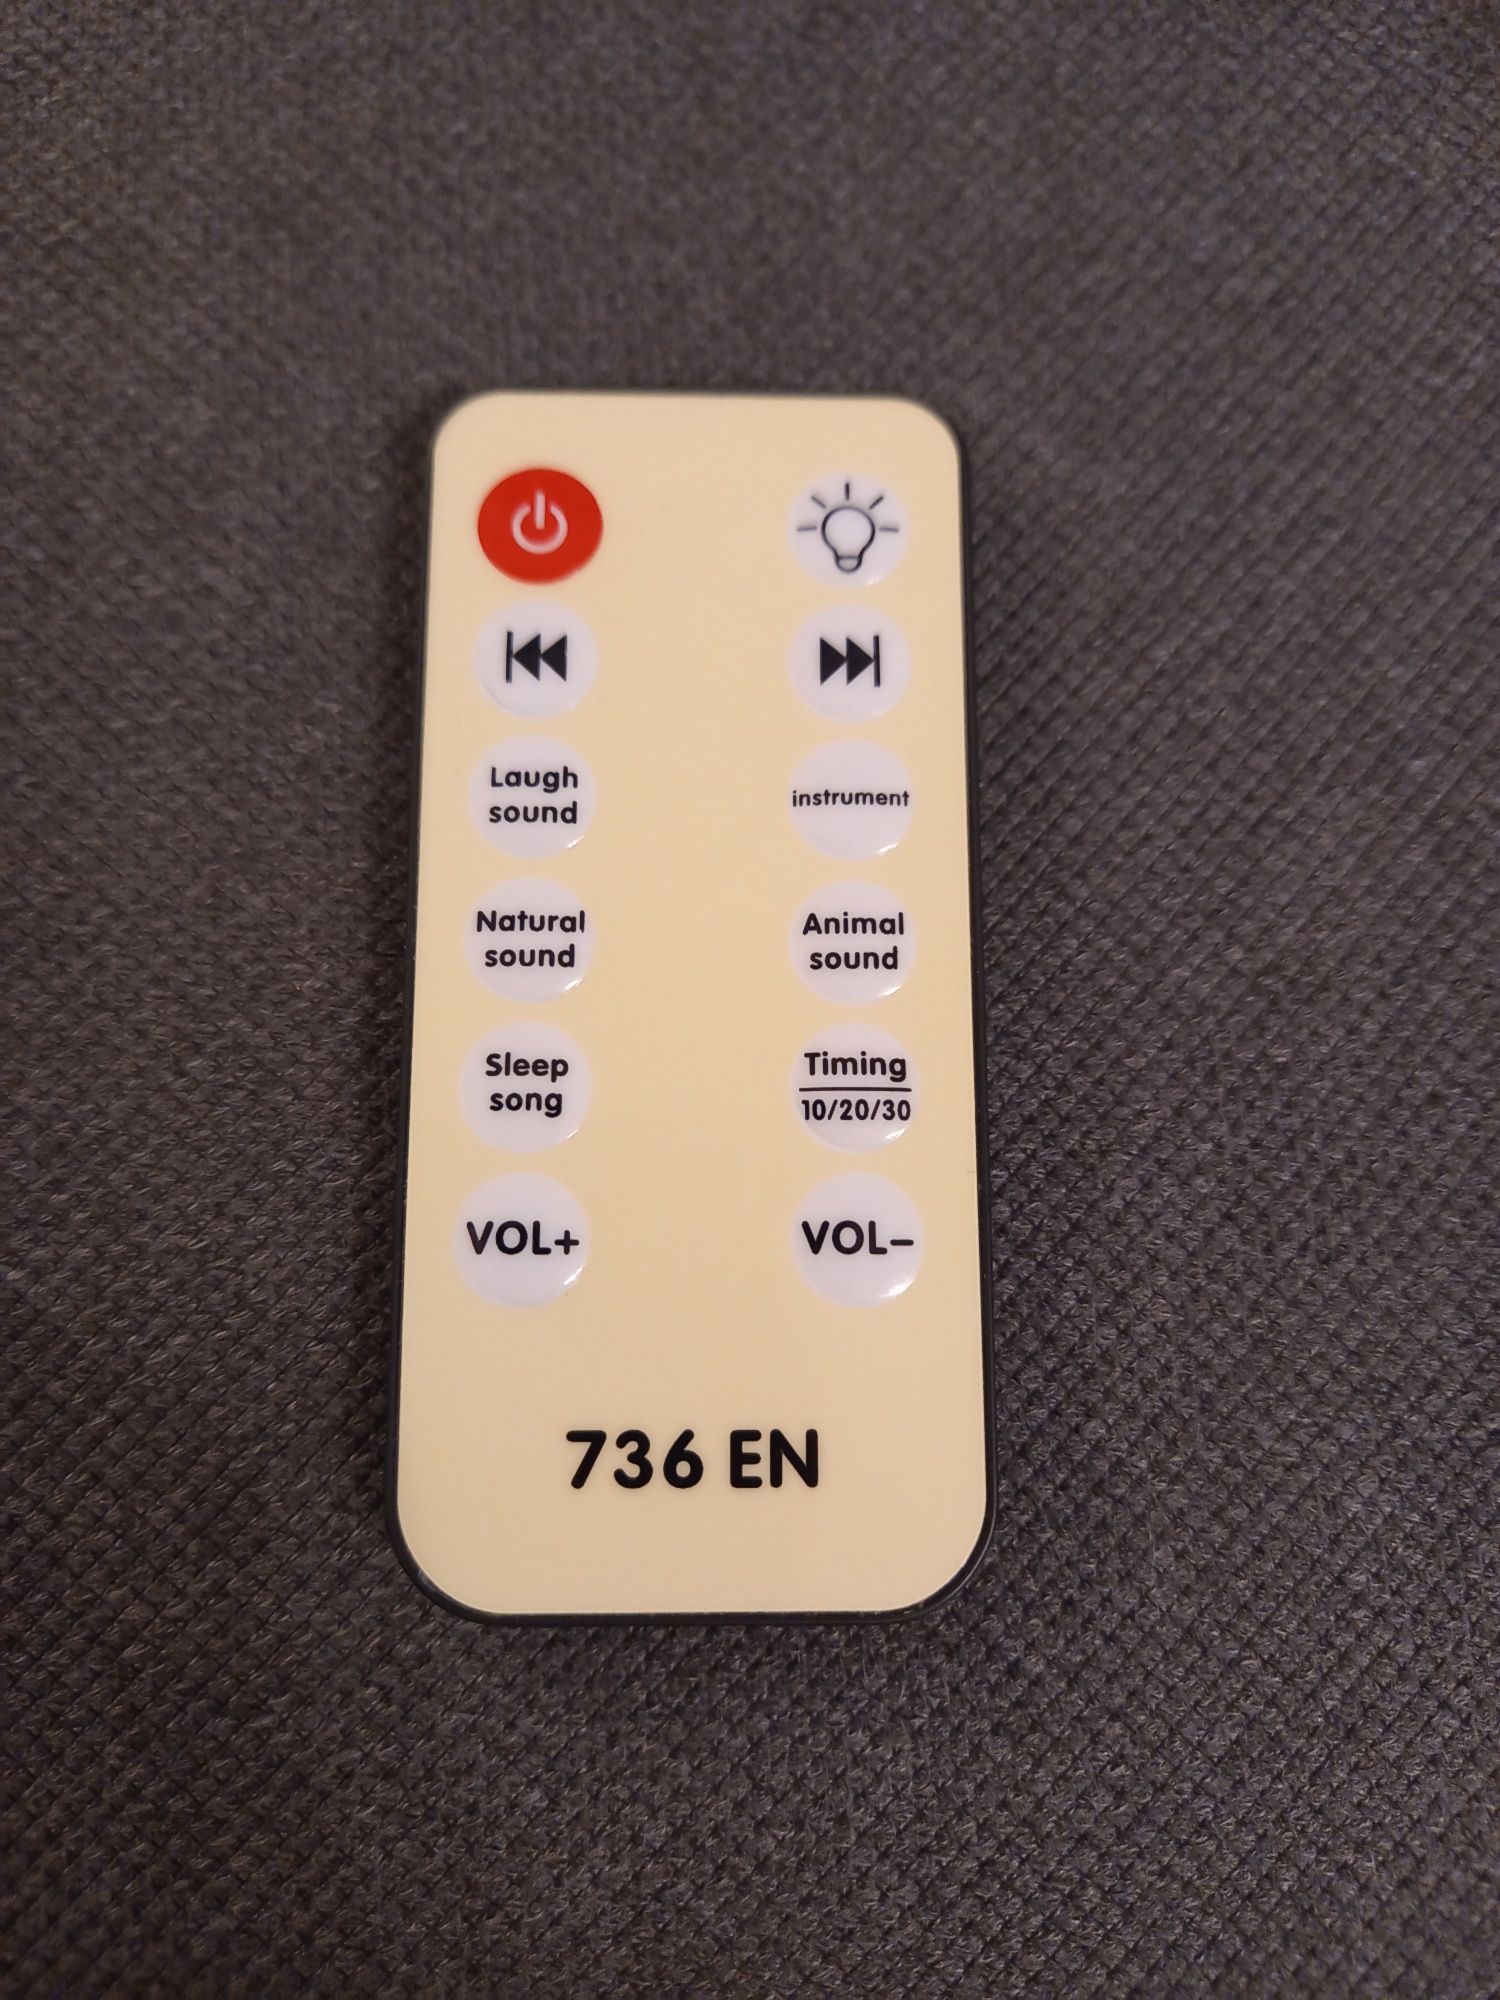 Laugh
sound
instrument
Natural
sound
Animal
sound
Sleep
song
Timing
10/20/30
VOL+
VOL−
736 EN